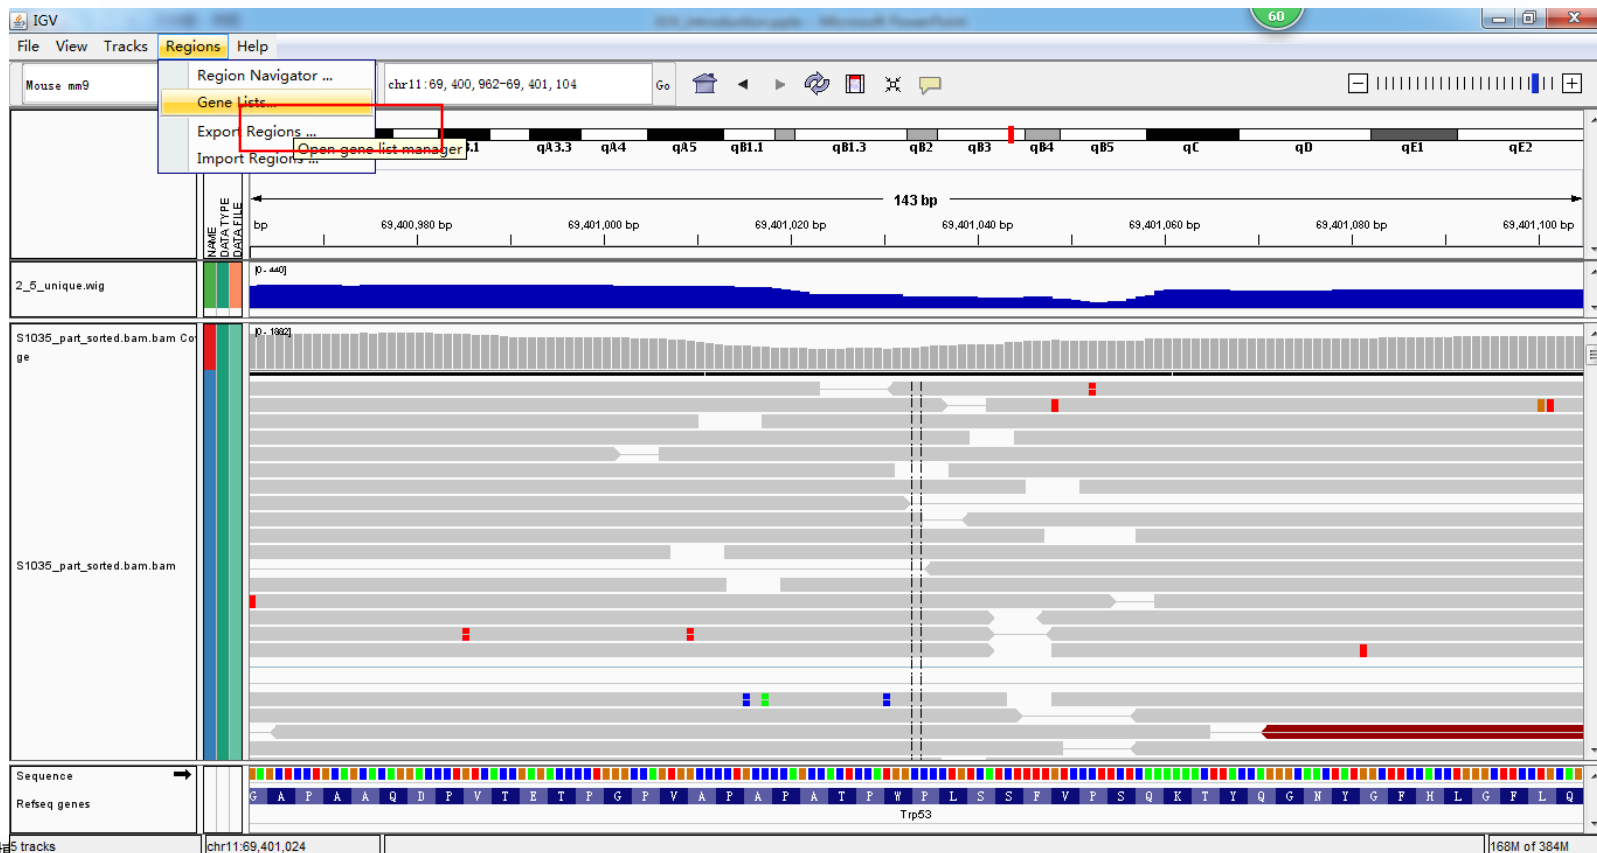 IGV
60
File View Tracks Regions Help
Region Navigator ...
Gene Lists...
Export Regions ...
Import Regions ...
Open gene list manager
Mouse mm9
chr11:69,400,962-69,401,104
Go
qA3.3 qA4 qA5 qB1.1 qB1.3 qB2 qB3 qB4 qB5 qC qD qE1 qE2
143 bp
bp 69,400,980 bp 69,401,000 bp 69,401,020 bp 69,401,040 bp 69,401,060 bp 69,401,080 bp 69,401,100 bp
NAME
DATA TYPE
DATA FILE
2_5_unique.wig
[0 - 440]
S1035_part_sorted.bam.bam Co
ge
[0 - 1662]
S1035_part_sorted.bam.bam
Sequence
Refseq genes
G A P A A Q D P V T E T P G P V A P A P A T P W P L S S F V P S Q K T Y Q G N Y G F H L G F L Q
Trp53
5 tracks
chr11:69,401,024
168M of 384M